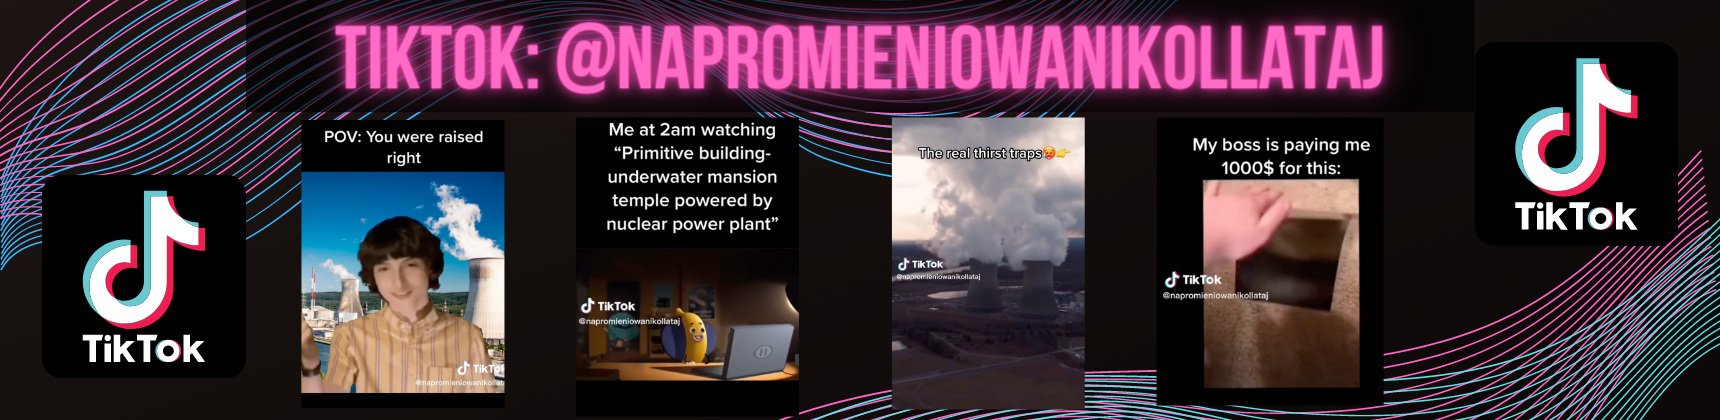 TIKTOK: @NAPROMIENIOWANIKOLLATAJ
TikTok
POV: You were raised
right
TikTok
@napromieniowanikollat
Me at 2am watching
“Primitive building-
underwater mansion
temple powered by
nuclear power plant”
TikTok
@napromieniowanikollataj
The real thirst traps🥵👉
TikTok
@napromieniowanikollataj
My boss is paying me
1000$ for this:
TikTok
@napromieniowanikollataj
TikTok